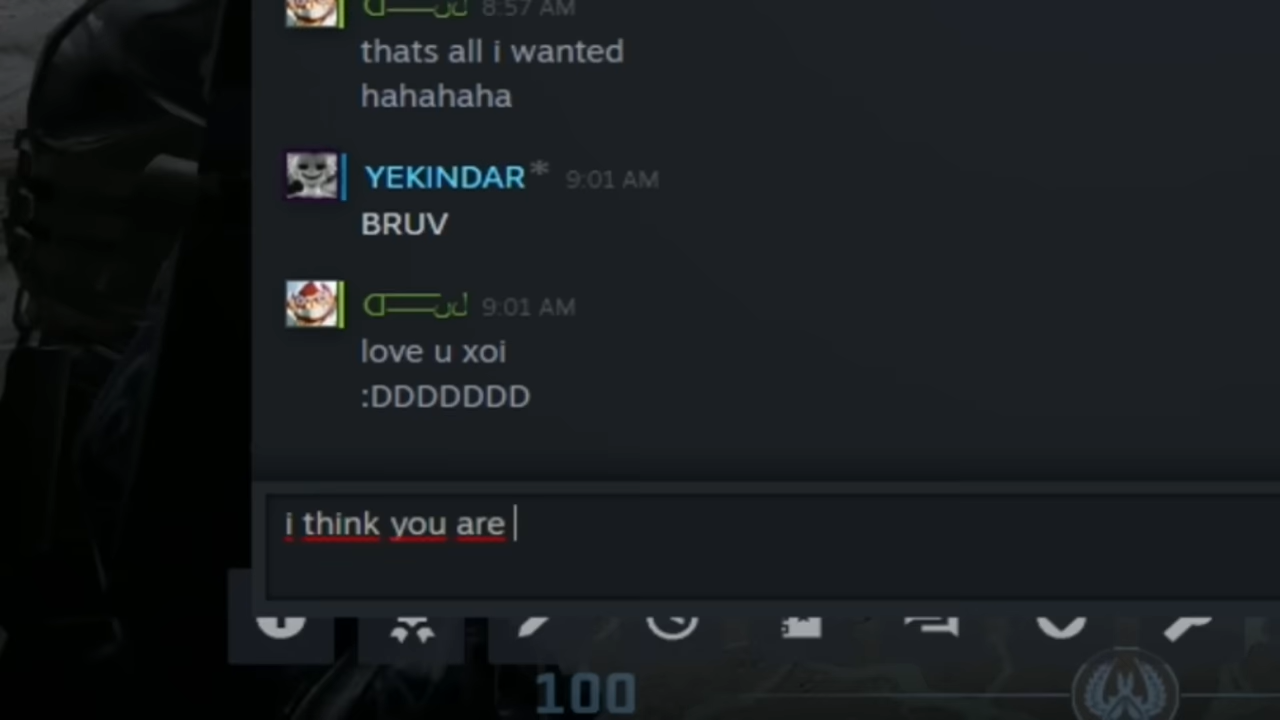 8:57 AM
thats all i wanted
hahahaha
YEKINDAR * 9:01 AM
BRUV
9:01 AM
love u xoi
:DDDDDDD
i think you are
100